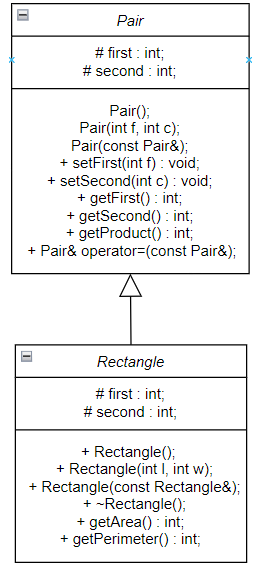 Pair
# first : int;
# second : int;
Pair();
Pair(int f, int c);
Pair(const Pair&);
+ setFirst(int f) : void;
+ setSecond(int c) : void;
+ getFirst() : int;
+ getSecond() : int;
+ getProduct() : int;
+ Pair& operator=(const Pair&);
Rectangle
# first : int;
# second : int;
+ Rectangle();
+ Rectangle(int l, int w);
+ Rectangle(const Rectangle&);
+ ~Rectangle();
+ getArea() : int;
+ getPerimeter() : int;